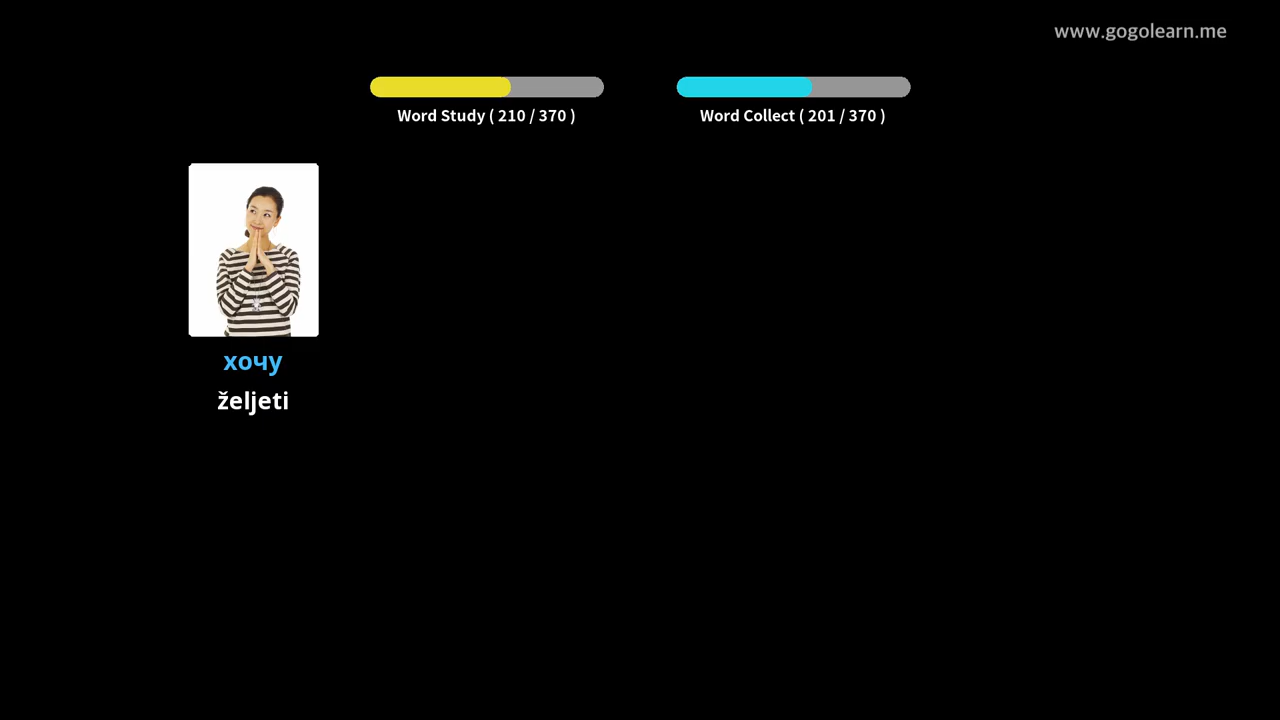 www.gogolearn.me
Word Study ( 210 / 370 )
Word Collect ( 201 / 370 )
хочу
željeti